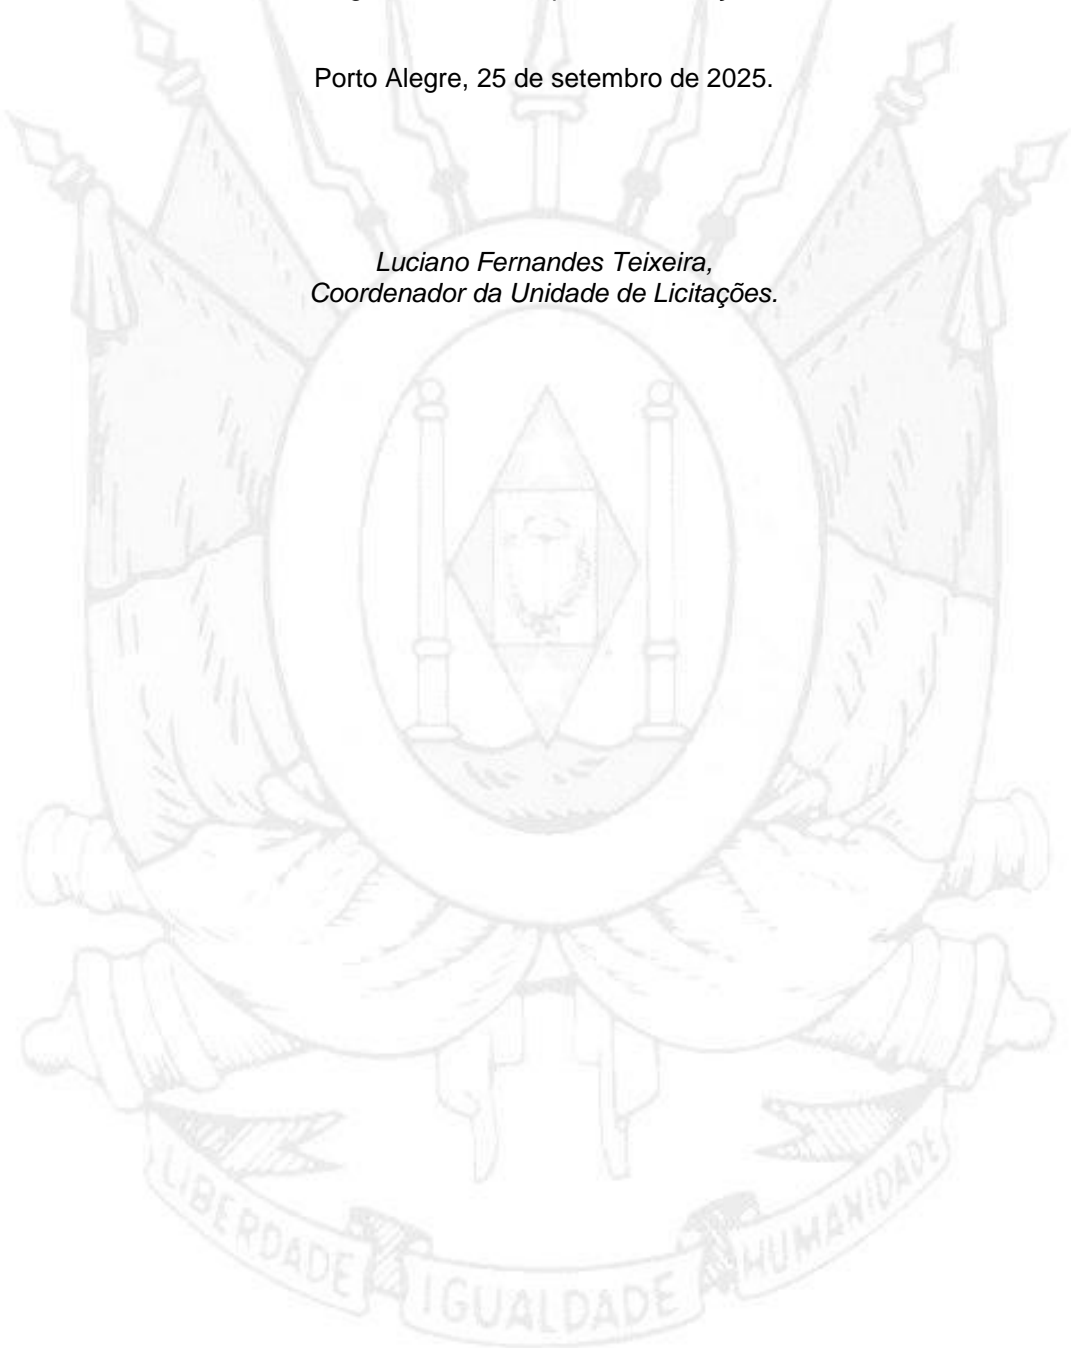 Porto Alegre, 25 de setembro de 2025.
Luciano Fernandes Teixeira,
Coordenador da Unidade de Licitações.
LIBERDADE
IGUALDADE
HUMANIDADE